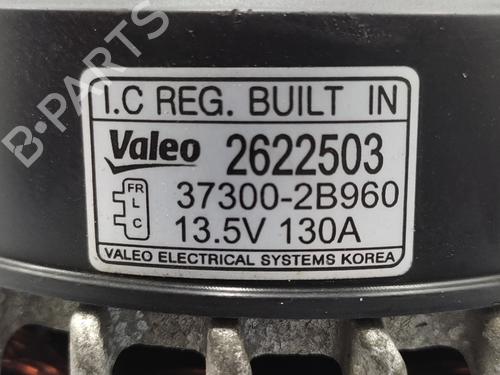 B-PARTS
I.C REG. BUILT IN
Valeo 2622503
FR
L
C
37300-2B960
13.5V 130A
VALEO ELECTRICAL SYSTEMS KOREA